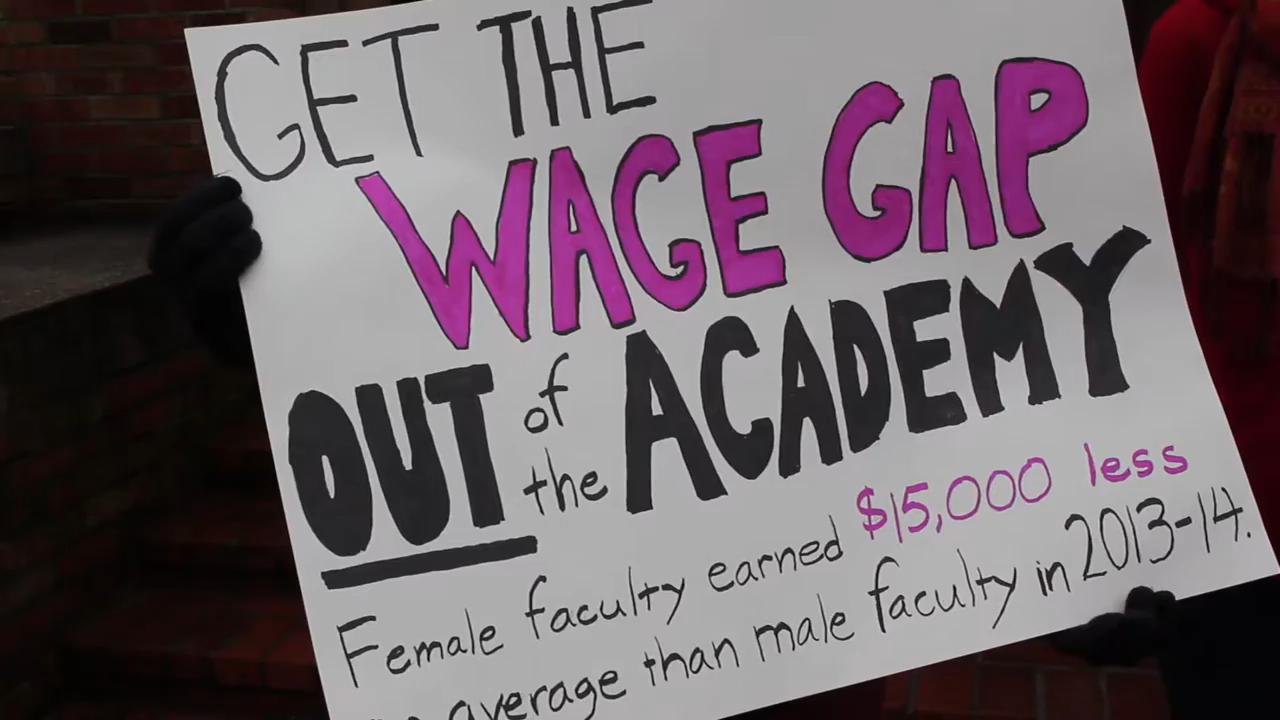 GET THE
WAGE GAP
OUT of the ACADEMY
Female faculty earned $15,000 less
average than male faculty in 2013-14.